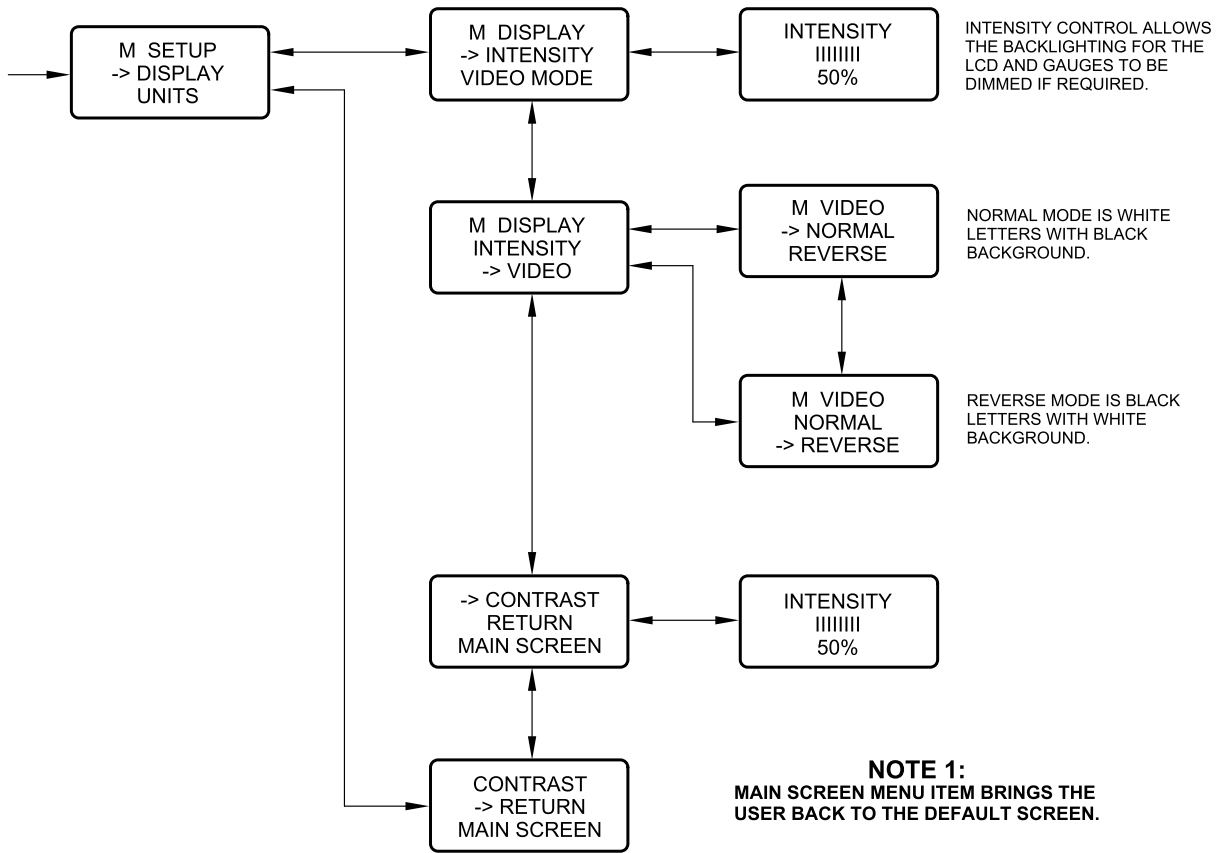 M SETUP
-> DISPLAY
UNITS
M DISPLAY
-> INTENSITY
VIDEO MODE
INTENSITY
||||||||
50%
INTENSITY CONTROL ALLOWS
THE BACKLIGHTING FOR THE
LCD AND GAUGES TO BE
DIMMED IF REQUIRED.
M DISPLAY
INTENSITY
-> VIDEO
M VIDEO
-> NORMAL
REVERSE
NORMAL MODE IS WHITE
LETTERS WITH BLACK
BACKGROUND.
M VIDEO
NORMAL
-> REVERSE
REVERSE MODE IS BLACK
LETTERS WITH WHITE
BACKGROUND.
-> CONTRAST
RETURN
MAIN SCREEN
INTENSITY
||||||||
50%
CONTRAST
-> RETURN
MAIN SCREEN
NOTE 1:
MAIN SCREEN MENU ITEM BRINGS THE
USER BACK TO THE DEFAULT SCREEN.